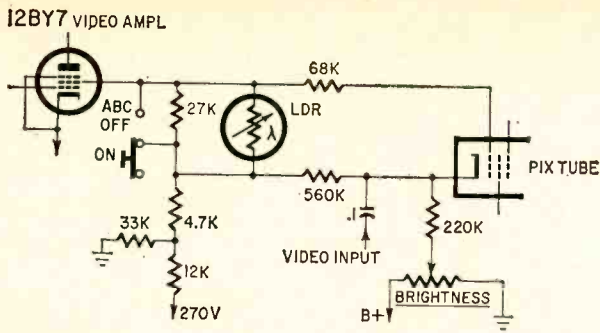 12BY7 VIDEO AMPL
68K
ABC
OFF
27K
LDR
λ
ON
PIX TUBE
560K
.1
33K
4.7K
220K
VIDEO INPUT
12K
270V
B+
BRIGHTNESS